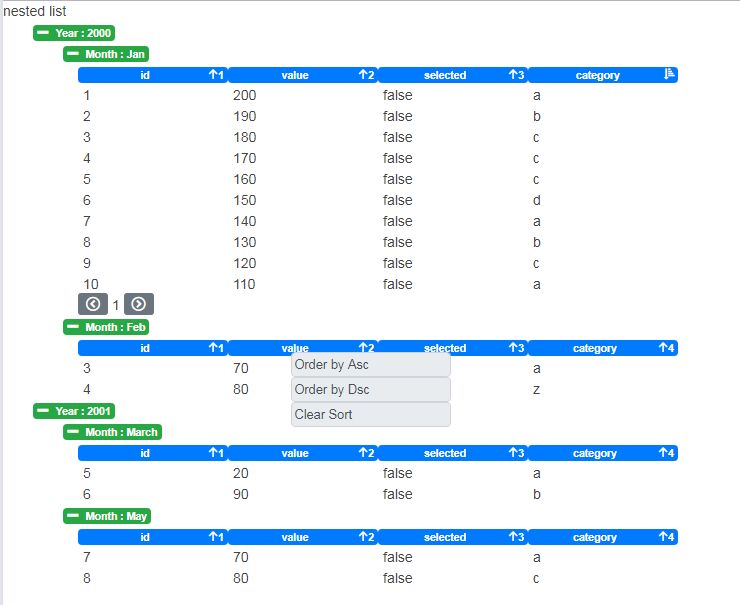 nested list
Year : 2000
Month : Jan
id 1 value 2 selected 3 category
1 200 false a
2 190 false b
3 180 false c
4 170 false c
5 160 false c
6 150 false d
7 140 false a
8 130 false b
9 120 false c
10 110 false a
1
Month : Feb
id 1 value 2 selected 3 category 4
3 70 a
4 80 z
Order by Asc
Order by Dsc
Clear Sort
Year : 2001
Month : March
id 1 value 2 selected 3 category 4
5 20 false a
6 90 false b
Month : May
id 1 value 2 selected 3 category 4
7 70 false a
8 80 false c